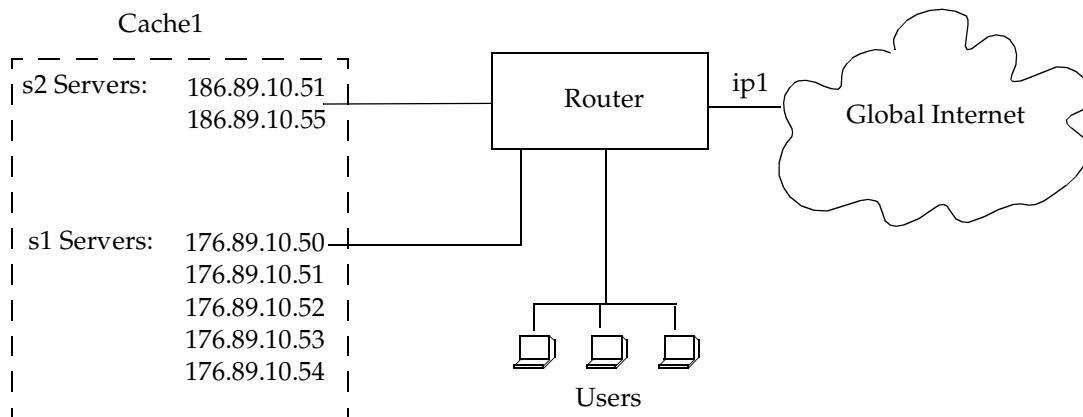 Cache1
s2 Servers: 186.89.10.51
186.89.10.55
Router
ip1
Global Internet
s1 Servers: 176.89.10.50
176.89.10.51
176.89.10.52
176.89.10.53
176.89.10.54
Users